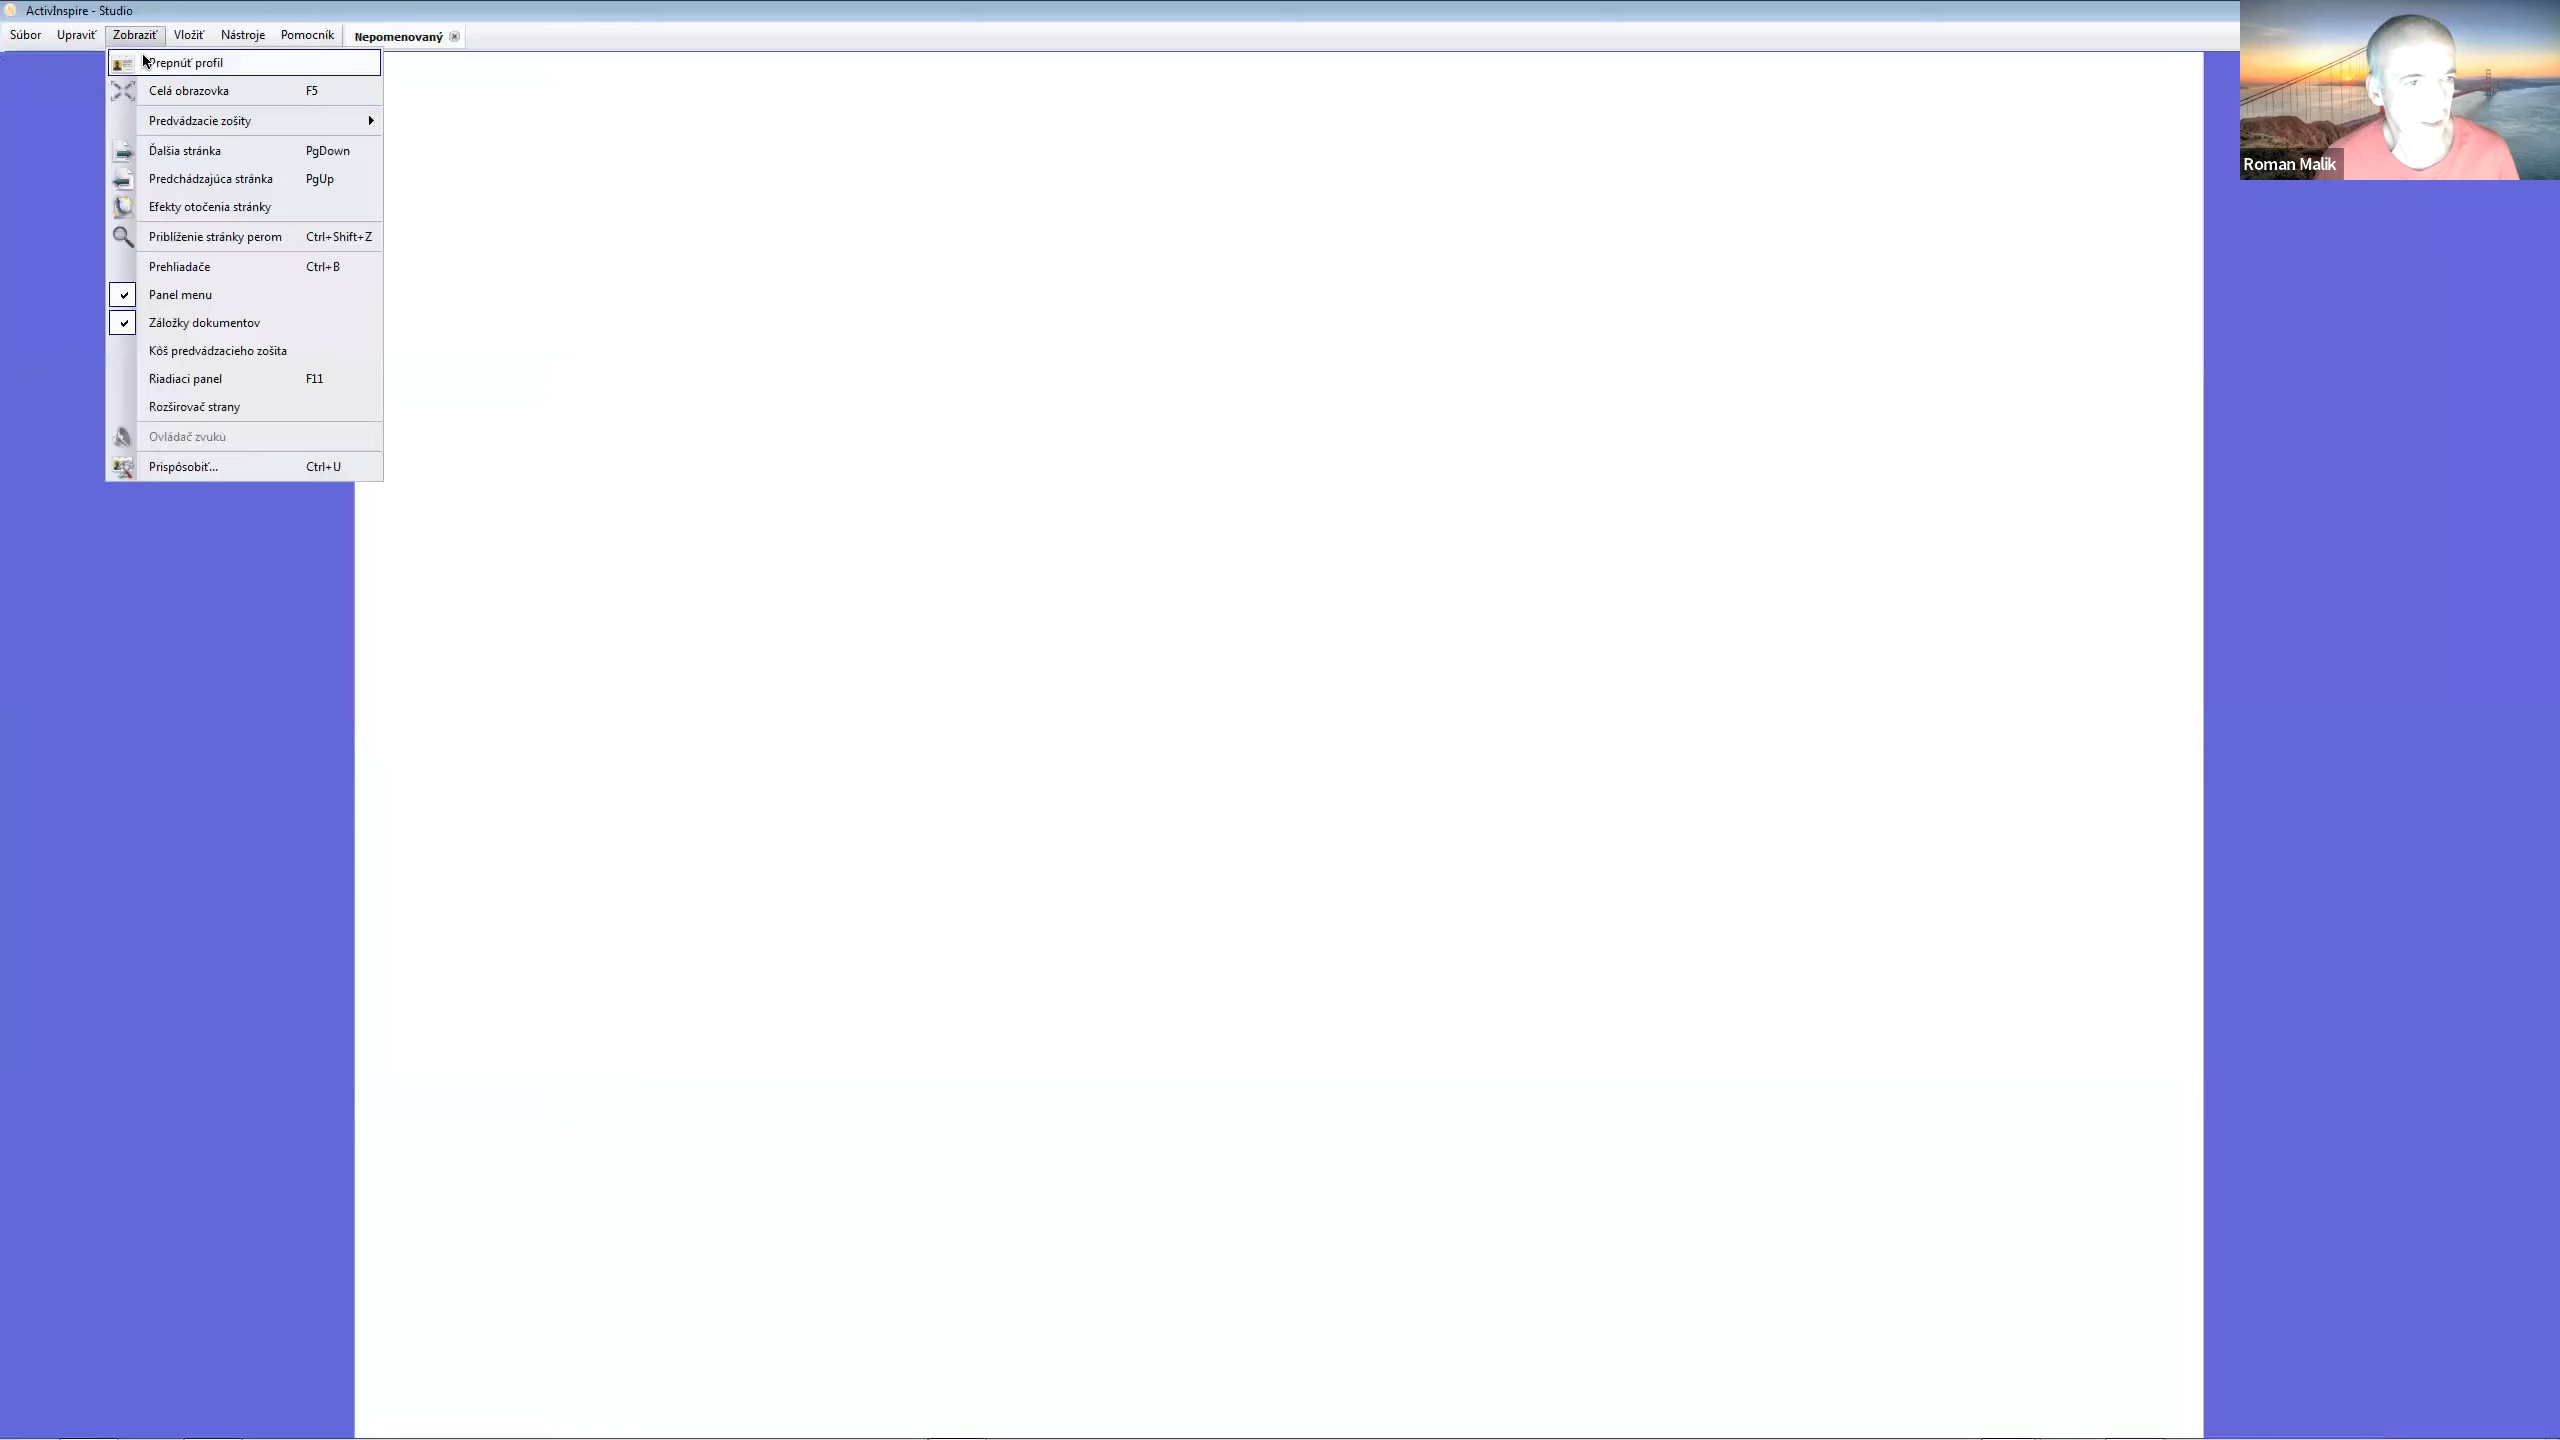 ActivInspire - Studio
Súbor Upraviť Zobraziť Vložiť Nástroje Pomocník Nepomenovaný
Prepnúť profil
Celá obrazovka F5
Predvádzacie zošity
Ďalšia stránka PgDown
Predchádzajúca stránka PgUp
Efekty otočenia stránky
Priblíženie stránky perom Ctrl+Shift+Z
Prehliadače Ctrl+B
Panel menu
Záložky dokumentov
Kôš predvádzacieho zošita
Riadiaci panel F11
Rozširovač strany
Ovládač zvuku
Prispôsobiť... Ctrl+U
Roman Malik